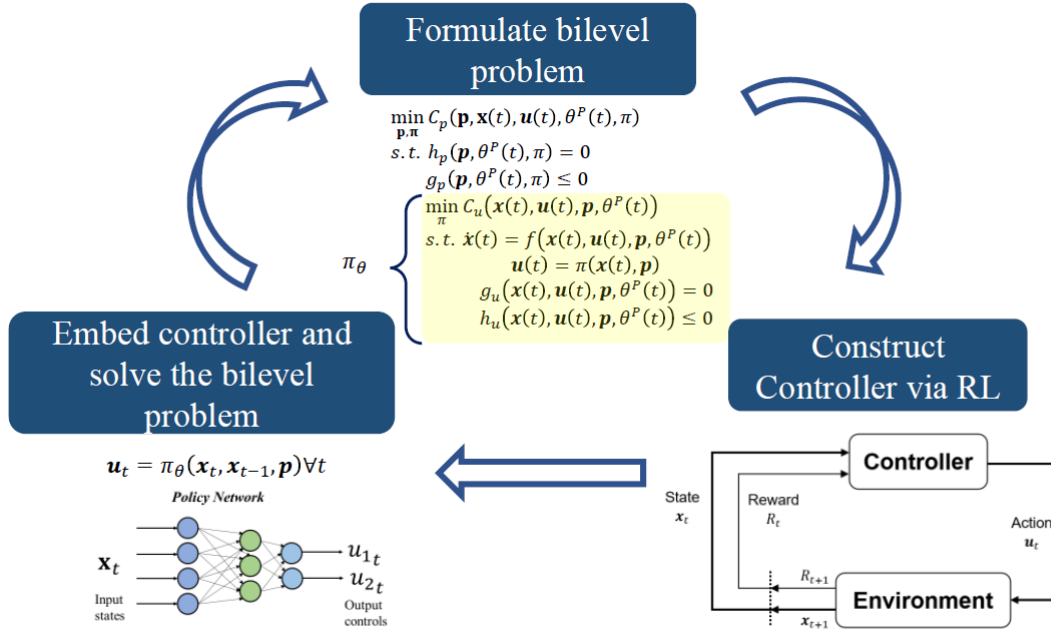 Formulate bilevel
problem
min C_p(p, x(t), u(t), θ^P(t), π)
p,π
s.t. h_p(p, θ^P(t), π) = 0
g_p(p, θ^P(t), π) ≤ 0
min C_u(x(t), u(t), p, θ^P(t))
π
s.t. ẋ(t) = f(x(t), u(t), p, θ^P(t))
π_θ
u(t) = π(x(t), p)
g_u(x(t), u(t), p, θ^P(t)) = 0
h_u(x(t), u(t), p, θ^P(t)) ≤ 0
Construct
Controller via RL
Controller
State
x_t
Reward
R_t
Action
u_t
R_{t+1}
Environment
x_{t+1}
Embed controller and
solve the bilevel
problem
u_t = π_θ(x_t, x_{t−1}, p)∀t
Policy Network
x_t
Input
states
u_{1t}
u_{2t}
Output
controls